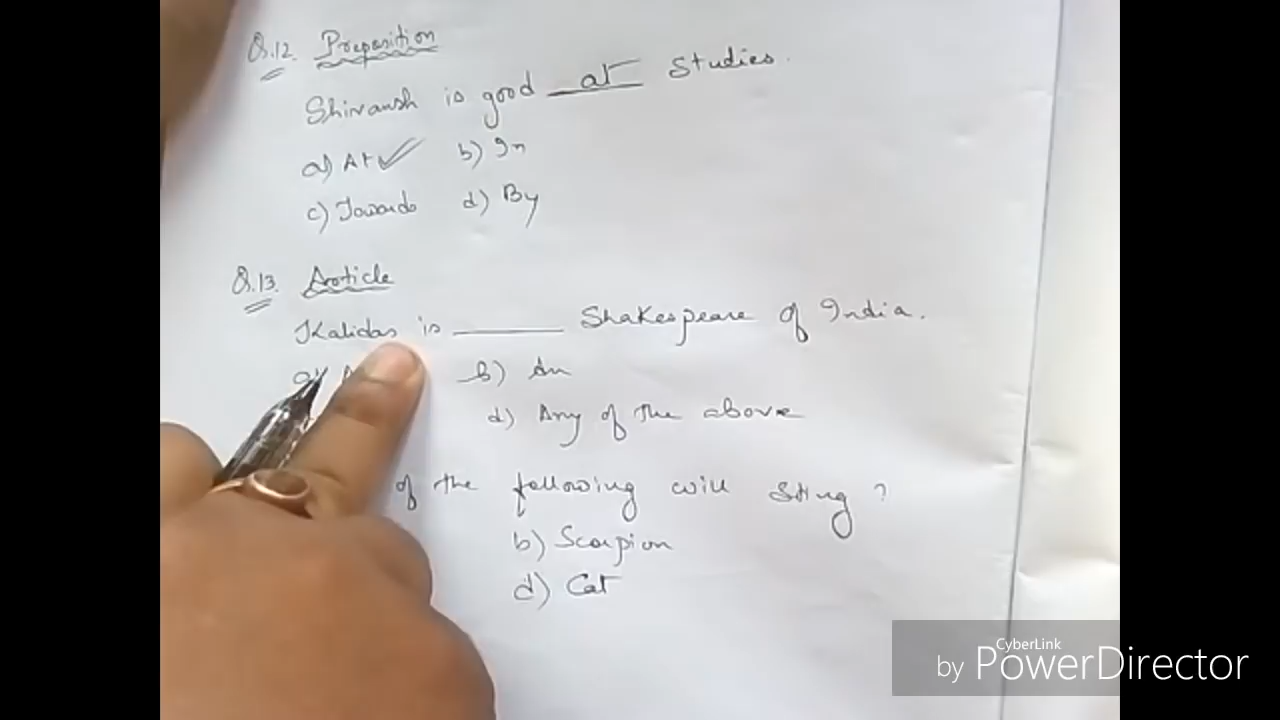 Q.12. Preposition
Shivansh is good at studies.
a) At b) In
c) Towards d) By
Q.13. Article
Kalidas is ______ Shakespeare of India.
a) b) An
d) Any of the above
of the following will sting ?
b) Scorpion
d) Cat
CyberLink
by PowerDirector